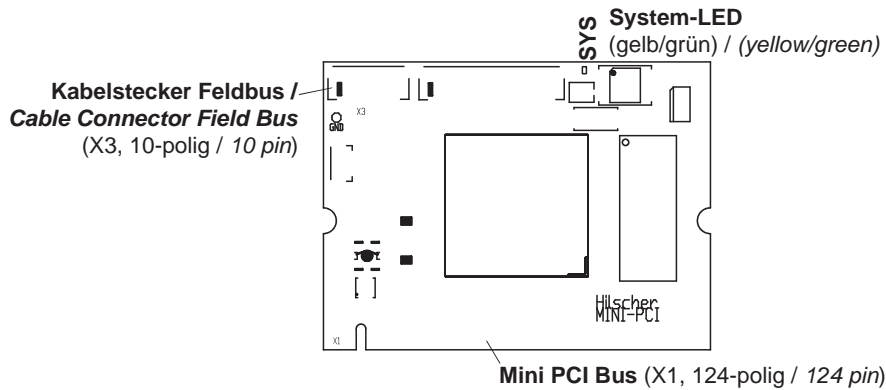 System-LED
SYS
(gelb/grün) / (yellow/green)
Kabelstecker Feldbus /
Cable Connector Field Bus
(X3, 10-polig / 10 pin)
X3
GND
Hilscher
MINI-PCI
X1
Mini PCI Bus (X1, 124-polig / 124 pin)